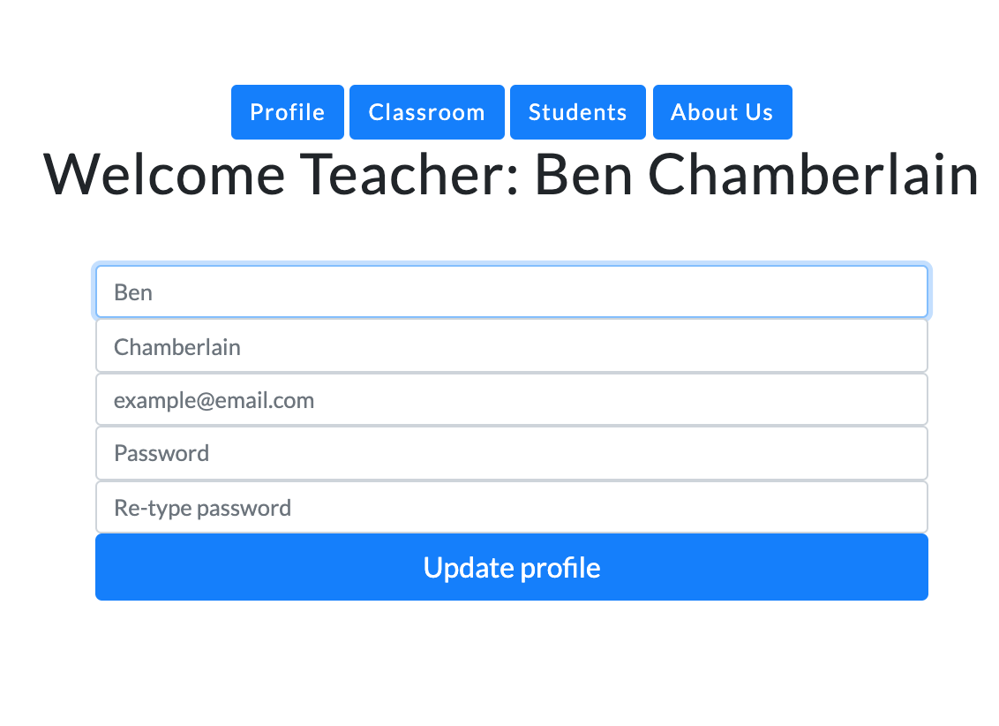 Profile Classroom Students About Us
Welcome Teacher: Ben Chamberlain
Ben
Chamberlain
example@email.com
Password
Re-type password
Update profile